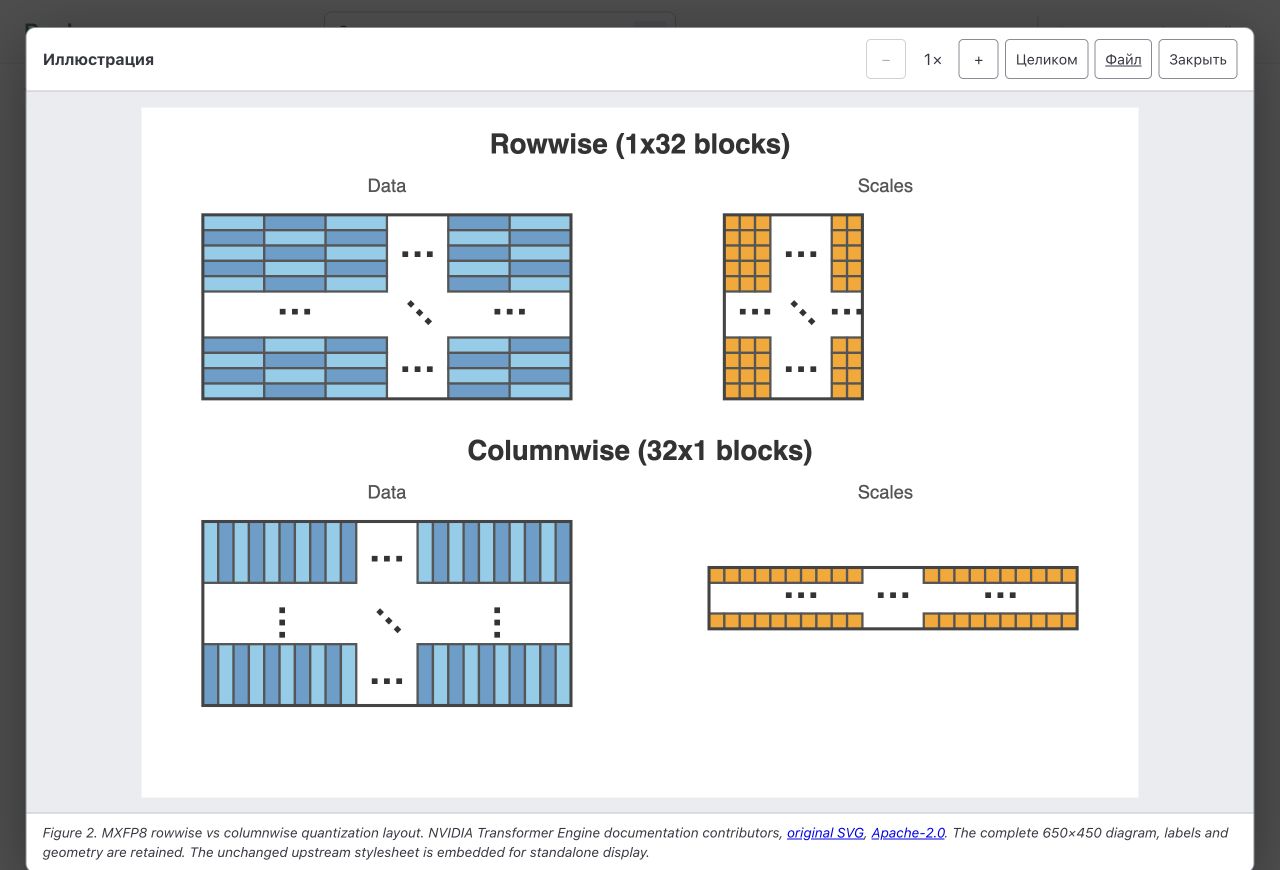 Иллюстрация
−
1×
+
Целиком
Файл
Закрыть
Rowwise (1x32 blocks)
Data
Scales
Columnwise (32x1 blocks)
Data
Scales
Figure 2. MXFP8 rowwise vs columnwise quantization layout. NVIDIA Transformer Engine documentation contributors, original SVG, Apache-2.0. The complete 650×450 diagram, labels and
geometry are retained. The unchanged upstream stylesheet is embedded for standalone display.